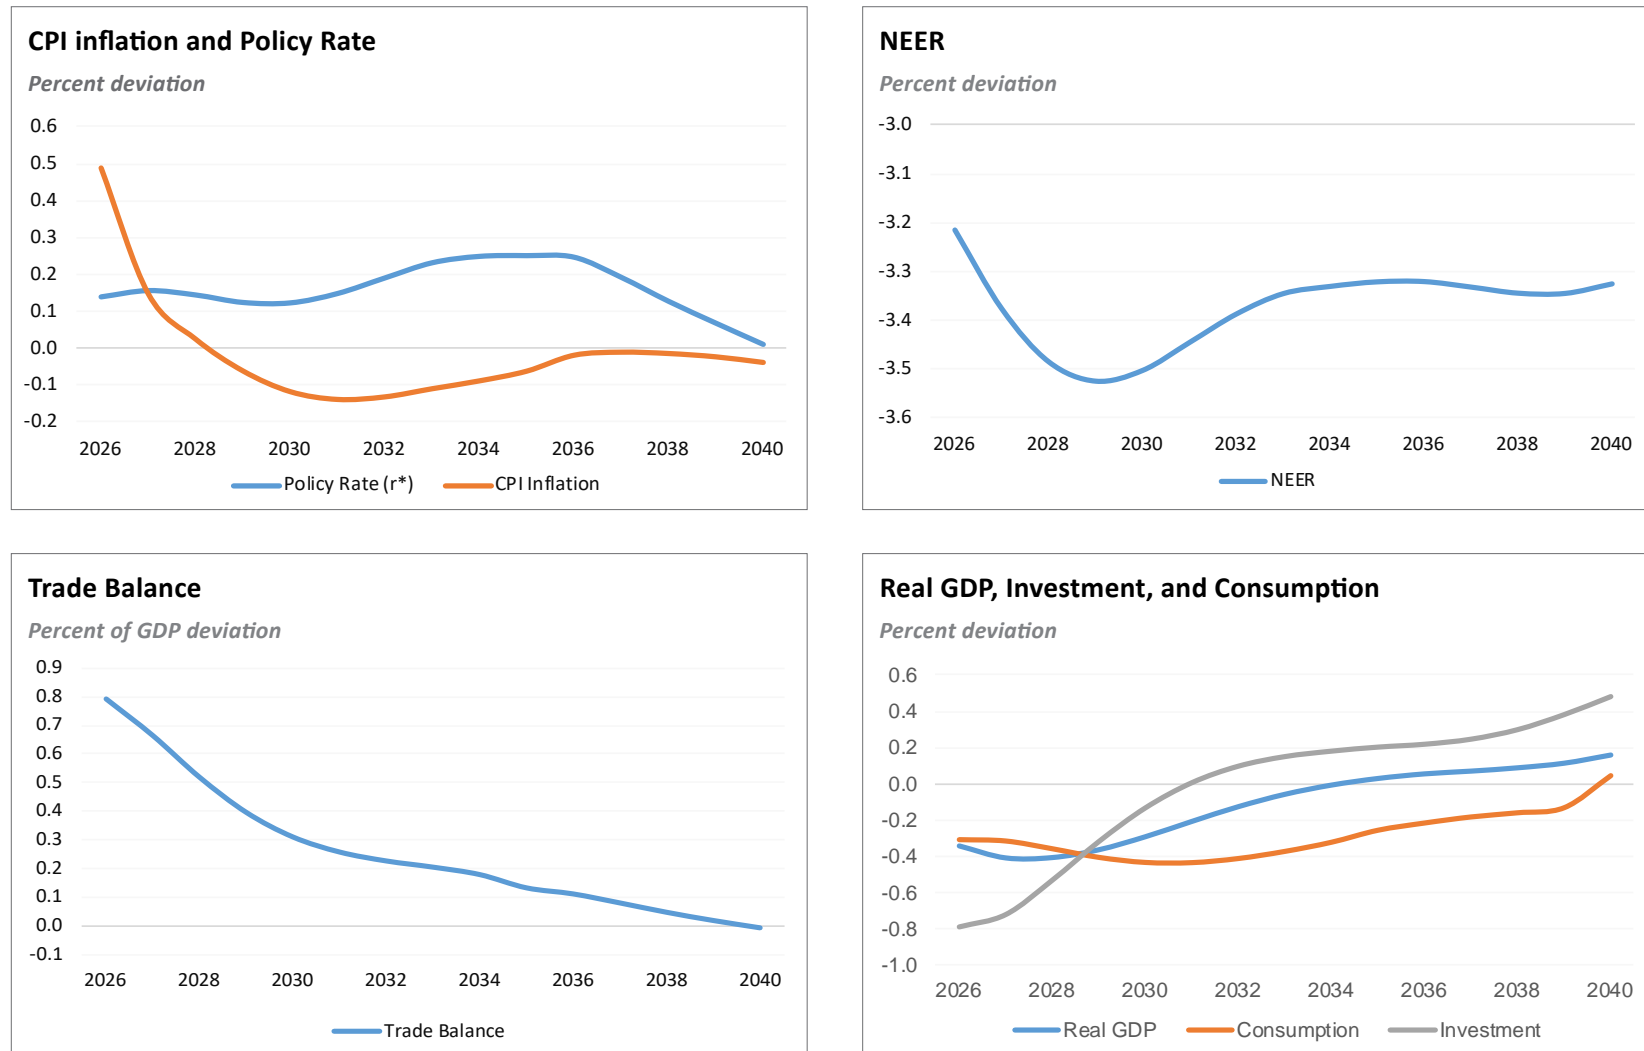 CPI inflation and Policy Rate
Percent deviation
0.6
0.5
0.4
0.3
0.2
0.1
0.0
-0.1
-0.2
2026 2028 2030 2032 2034 2036 2038 2040
Policy Rate (r*) CPI Inflation
NEER
Percent deviation
-3.0
-3.1
-3.2
-3.3
-3.4
-3.5
-3.6
2026 2028 2030 2032 2034 2036 2038 2040
NEER
Trade Balance
Percent of GDP deviation
0.9
0.8
0.7
0.6
0.5
0.4
0.3
0.2
0.1
0.0
-0.1
2026 2028 2030 2032 2034 2036 2038 2040
Trade Balance
Real GDP, Investment, and Consumption
Percent deviation
0.6
0.4
0.2
0.0
-0.2
-0.4
-0.6
-0.8
-1.0
2026 2028 2030 2032 2034 2036 2038 2040
Real GDP Consumption Investment